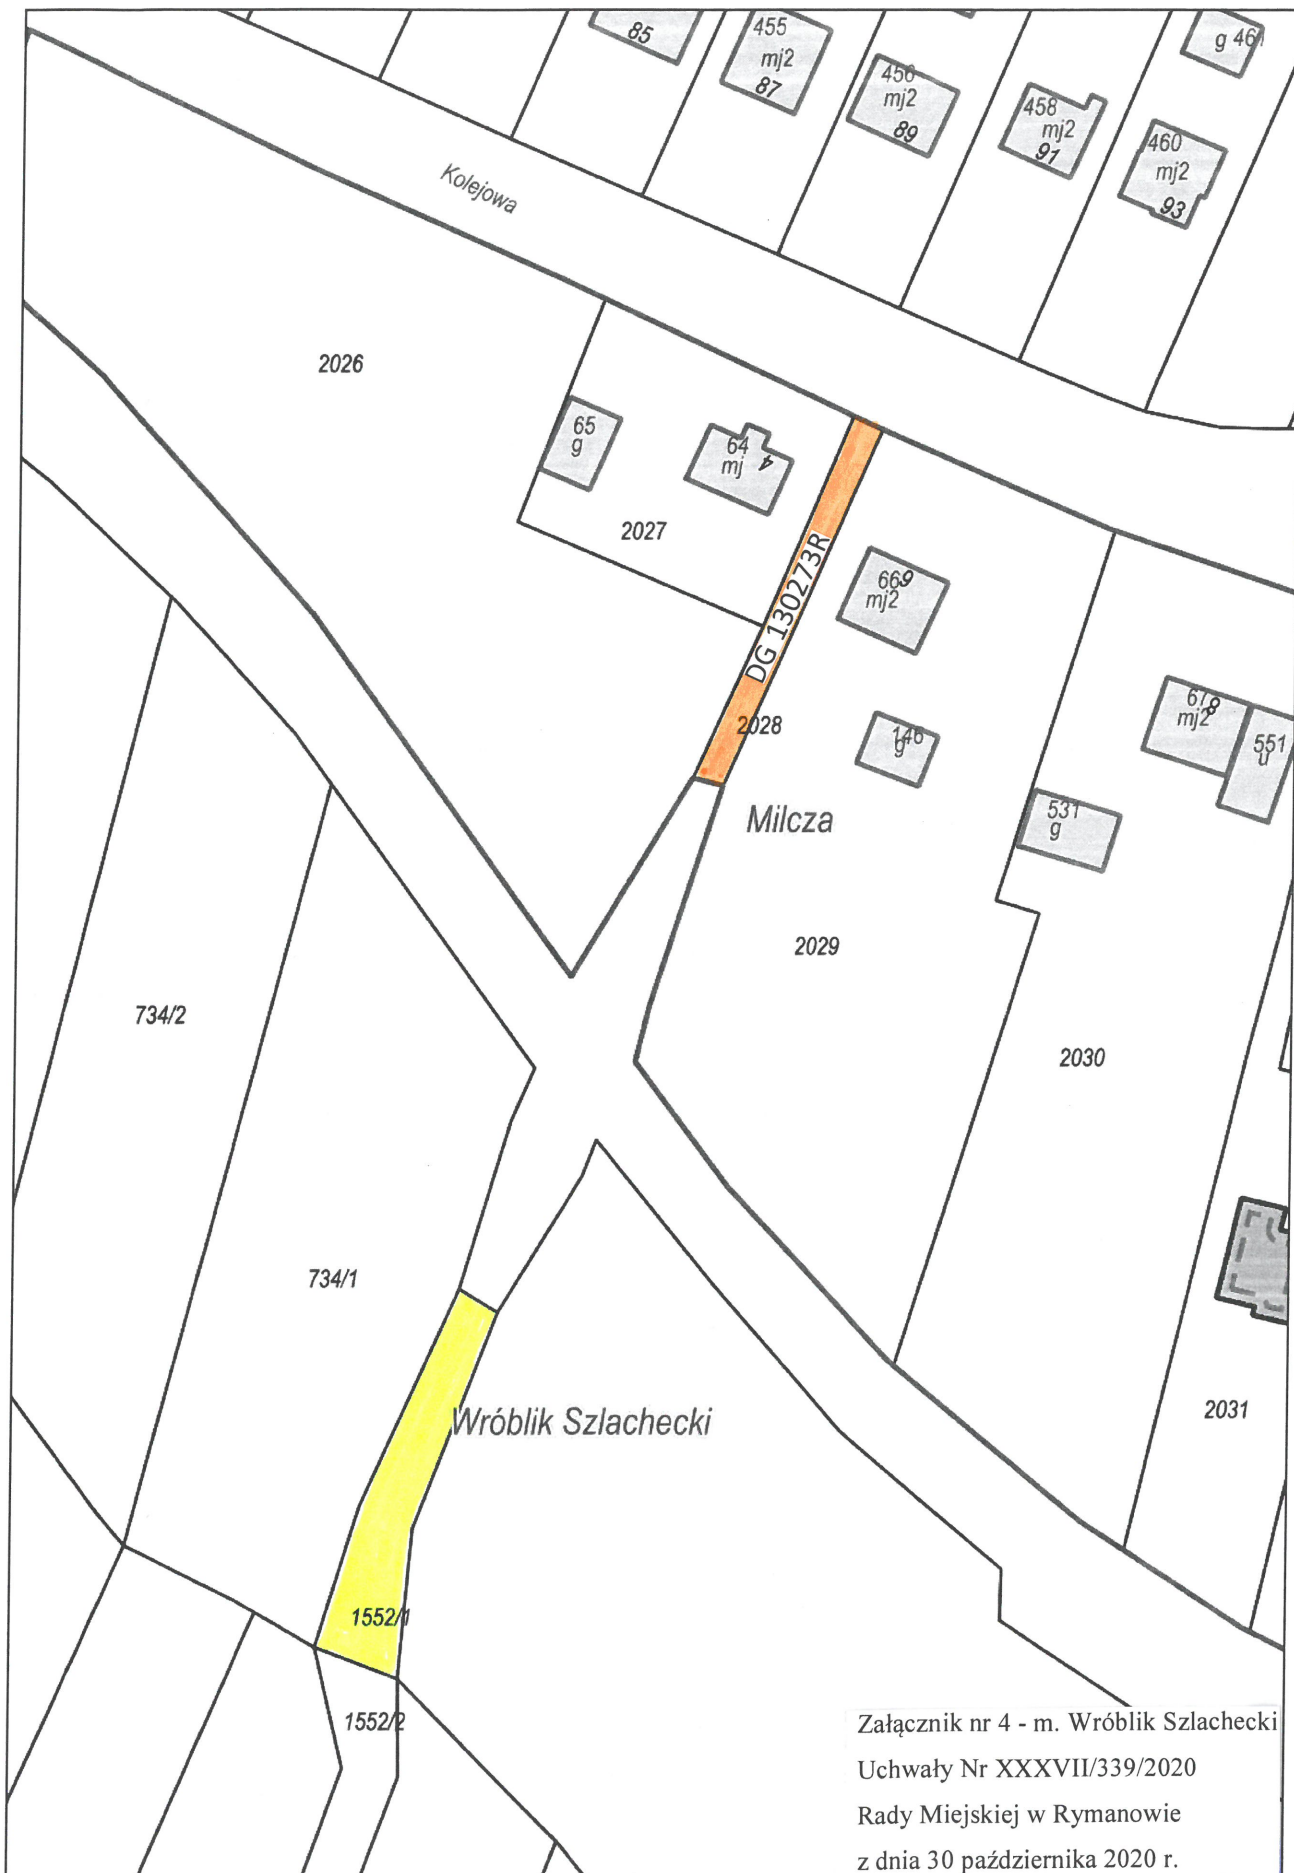 85
455
mj2
87
456
mj2
89
458
mj2
91
460
mj2
93
g 461
Kolejowa
2026
65
g
64
mj
4
2027
DG 130273R
669
mj2
2028
146
g
678
mj2
551
u
531
g
Milcza
2029
734/2
2030
734/1
2031
Wróblik Szlachecki
1552/1
1552/2
Załącznik nr 4 - m. Wróblik Szlachecki
Uchwały Nr XXXVII/339/2020
Rady Miejskiej w Rymanowie
z dnia 30 października 2020 r.